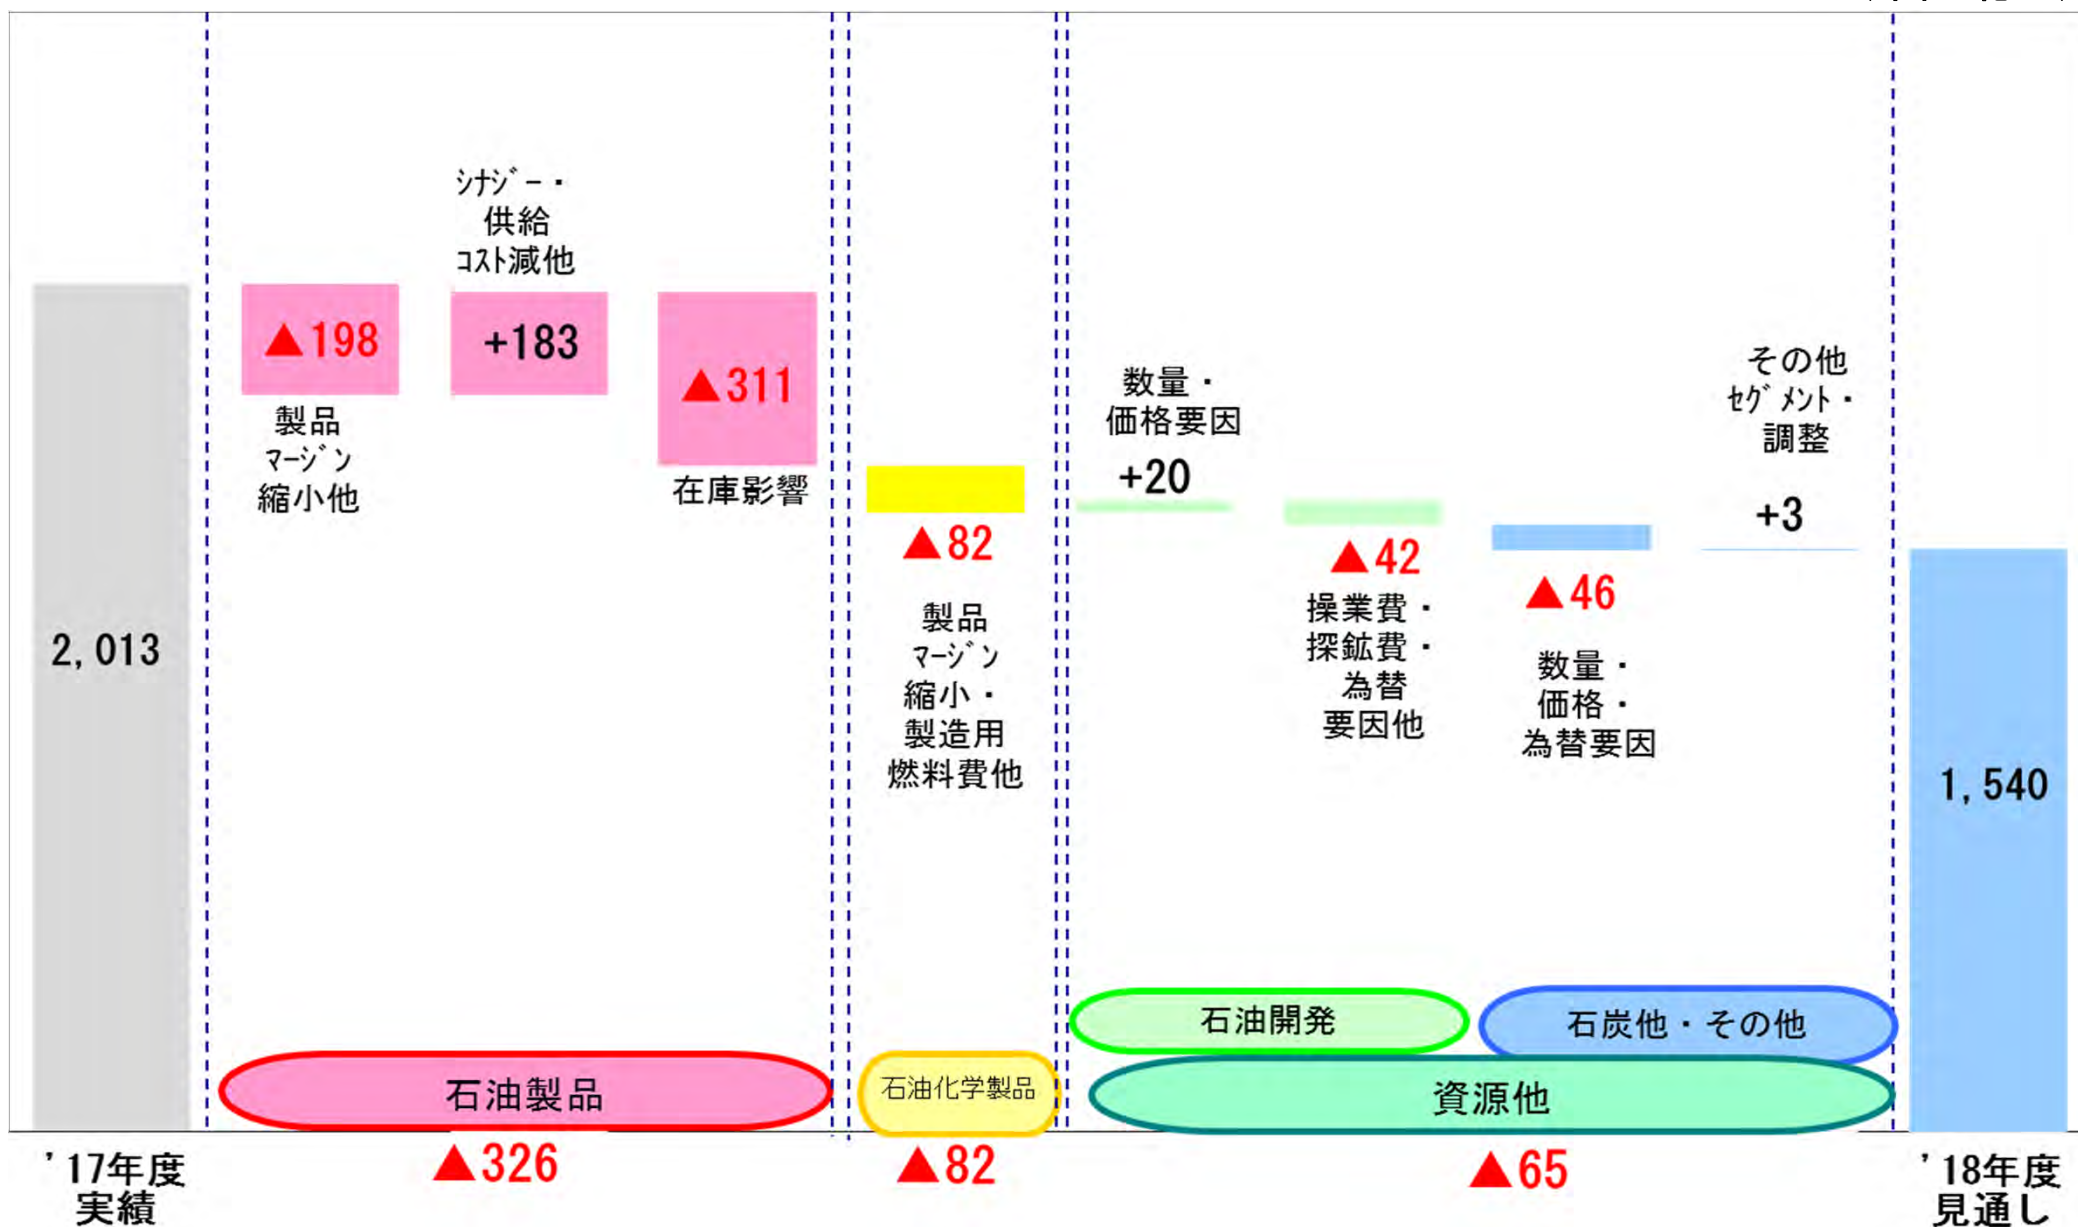 2,013
▲198
製品
ﾏｰｼﾞﾝ
縮小他
ｼﾅｼﾞｰ・
供給
ｺｽﾄ減他
+183
▲311
在庫影響
▲82
製品
ﾏｰｼﾞﾝ
縮小・
製造用
燃料費他
数量・
価格要因
+20
▲42
操業費・
探鉱費・
為替
要因他
▲46
数量・
価格・
為替要因
その他
ｾｸﾞﾒﾝﾄ・
調整
+3
1,540
石油開発
石炭他・その他
石油製品
石油化学製品
資源他
▲326
▲82
▲65
’17年度
実績
’18年度
見通し